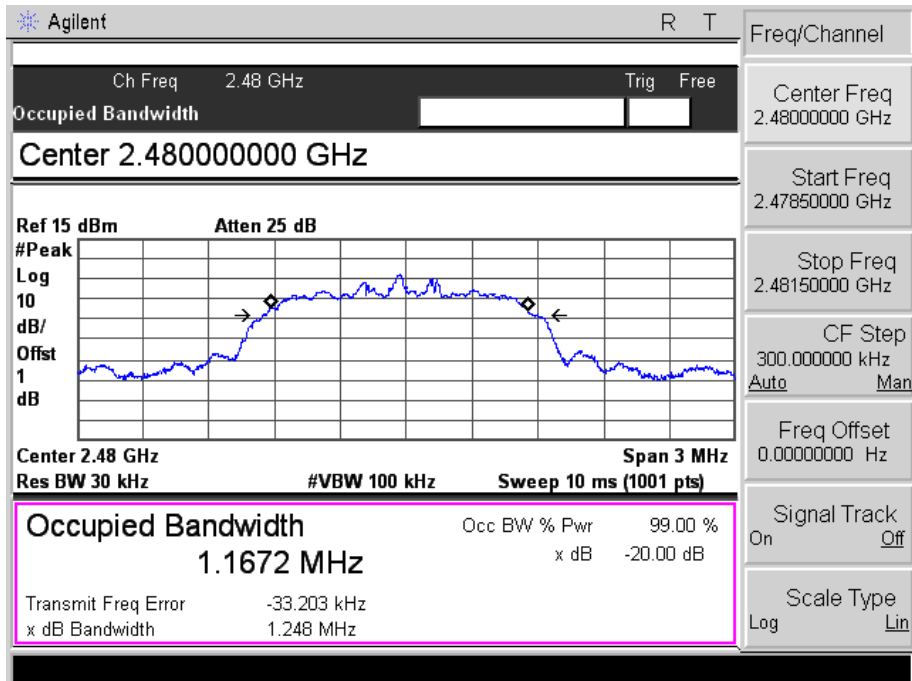 Agilent R T
Ch Freq 2.48 GHz Trig Free
Occupied Bandwidth
Center 2.480000000 GHz
Ref 15 dBm Atten 25 dB
#Peak
Log
10
dB/
Offst
1
dB
Center 2.48 GHz Span 3 MHz
Res BW 30 kHz #VBW 100 kHz Sweep 10 ms (1001 pts)
Occupied Bandwidth
1.1672 MHz
Occ BW % Pwr 99.00 %
x dB -20.00 dB
Transmit Freq Error -33.203 kHz
x dB Bandwidth 1.248 MHz
Freq/Channel
Center Freq
2.48000000 GHz
Start Freq
2.47850000 GHz
Stop Freq
2.48150000 GHz
CF Step
300.000000 kHz
Auto Man
Freq Offset
0.00000000 Hz
Signal Track
On Off
Scale Type
Log Lin